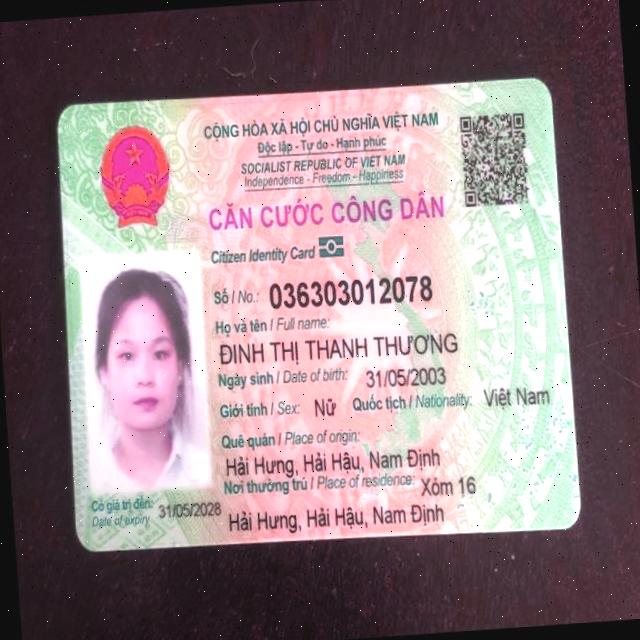 CỘNG HÒA XÃ HỘI CHỦ NGHĨA VIỆT NAM
Độc lập - Tự do - Hạnh phúc
SOCIALIST REPUBLIC OF VIET NAM
Independence - Freedom - Happiness
CĂN CƯỚC CÔNG DÂN
Citizen Identity Card
Số / No.: 036303012078
Họ và tên / Full name:
ĐINH THỊ THANH THƯƠNG
Ngày sinh / Date of birth: 31/05/2003
Giới tính / Sex: Nữ Quốc tịch / Nationality: Việt Nam
Quê quán / Place of origin:
Hải Hưng, Hải Hậu, Nam Định
Nơi thường trú / Place of residence: Xóm 16
Hải Hưng, Hải Hậu, Nam Định
Có giá trị đến: 31/05/2028
Date of expiry